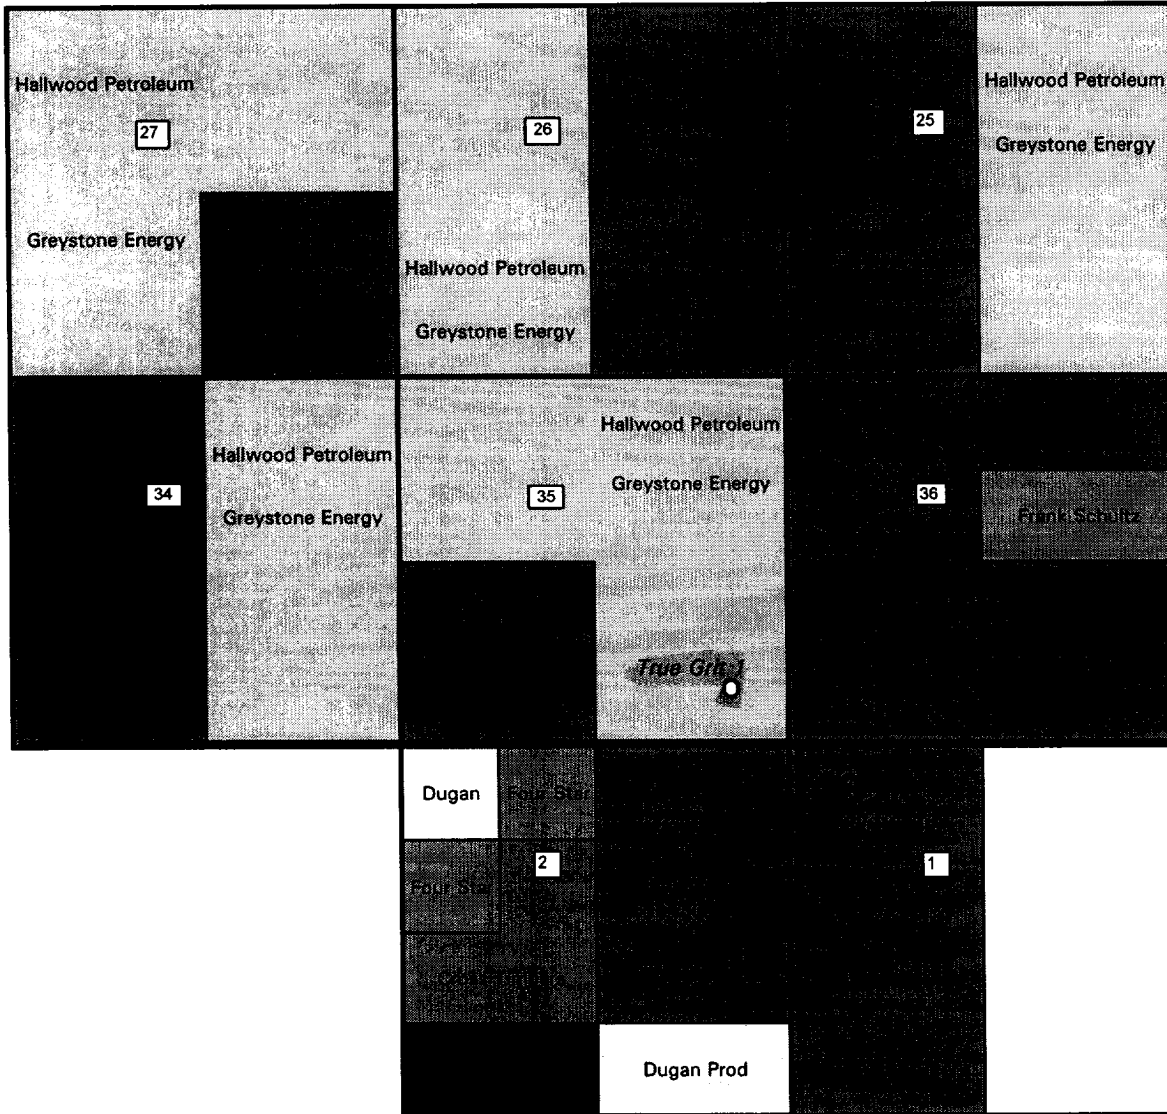 Hallwood Petroleum
27
Greystone Energy
26
Hallwood Petroleum
Greystone Energy
25
Hallwood Petroleum
Greystone Energy
34
Hallwood Petroleum
Greystone Energy
35
Hallwood Petroleum
Greystone Energy
36
Frank Schultz
True Grit 1
Dugan
Four Star
2
Four Star
1
Dugan Prod